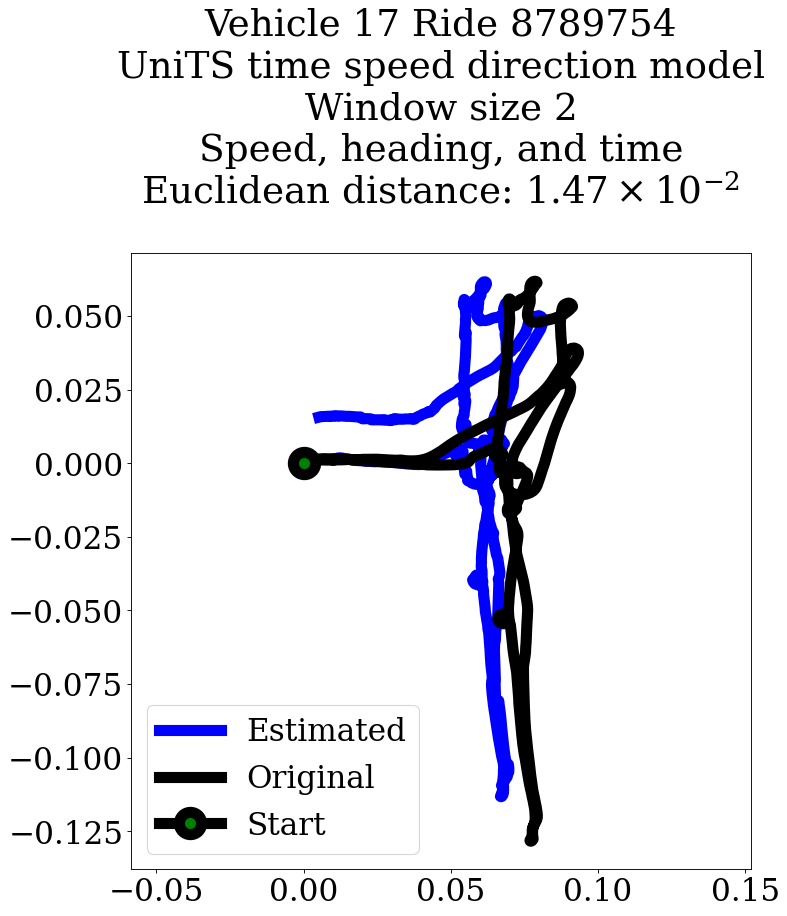 Vehicle 17 Ride 8789754
UniTS time speed direction model
Window size 2
Speed, heading, and time
Euclidean distance: 1.47 × 10⁻²
0.050
0.025
0.000
−0.025
−0.050
−0.075
−0.100
−0.125
Estimated
Original
Start
−0.05 0.00 0.05 0.10 0.15